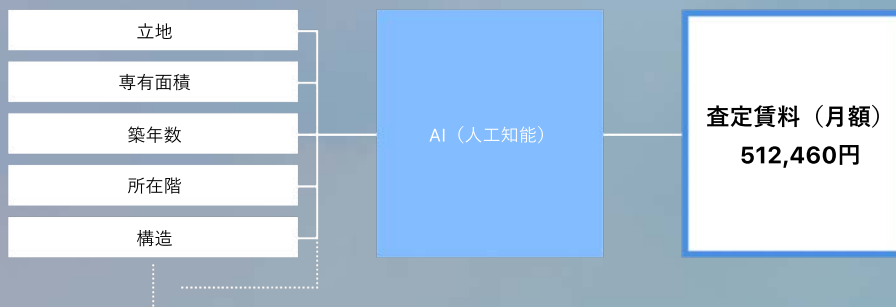 立地
専有面積
築年数
所在階
構造
AI（人工知能）
査定賃料（月額）
512,460円